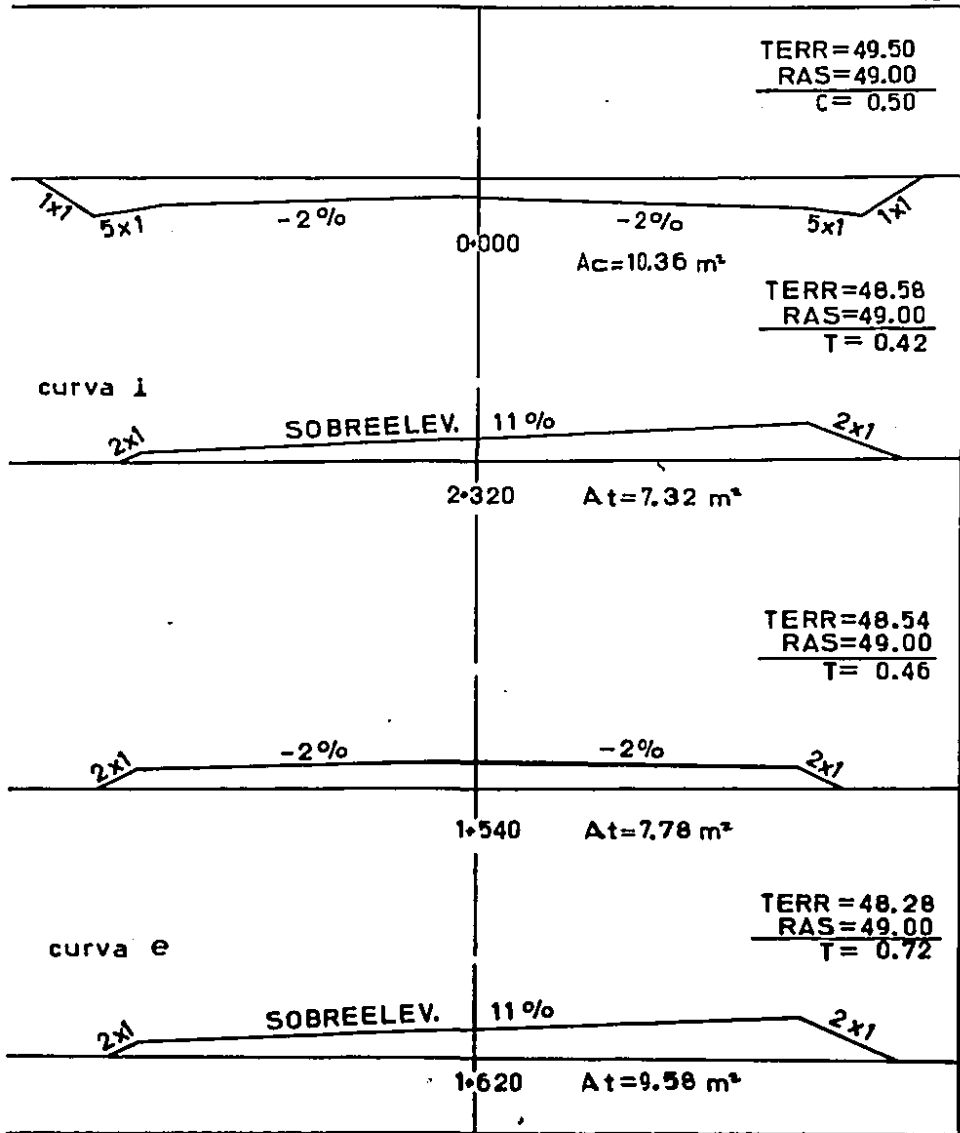 TERR=49.50
RAS=49.00
C= 0.50
1x1
5x1
-2%
-2%
5x1
1x1
0+000
Ac=10.36 m²
TERR=48.58
RAS=49.00
T= 0.42
curva i
2x1
SOBREELEV. 11%
2x1
2+320
At=7.32 m²
TERR=48.54
RAS=49.00
T= 0.46
2x1
-2%
-2%
2x1
1+540
At=7.78 m²
TERR=48.28
RAS=49.00
T= 0.72
curva e
2x1
SOBREELEV. 11%
2x1
1+620
At=9.58 m²